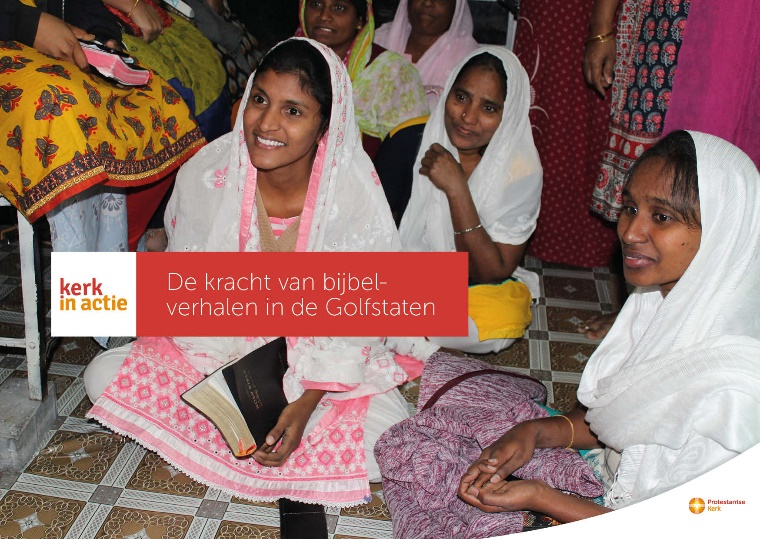 kerk
in actie
De kracht van bijbel-
verhalen in de Golfstaten
Protestantse
Kerk